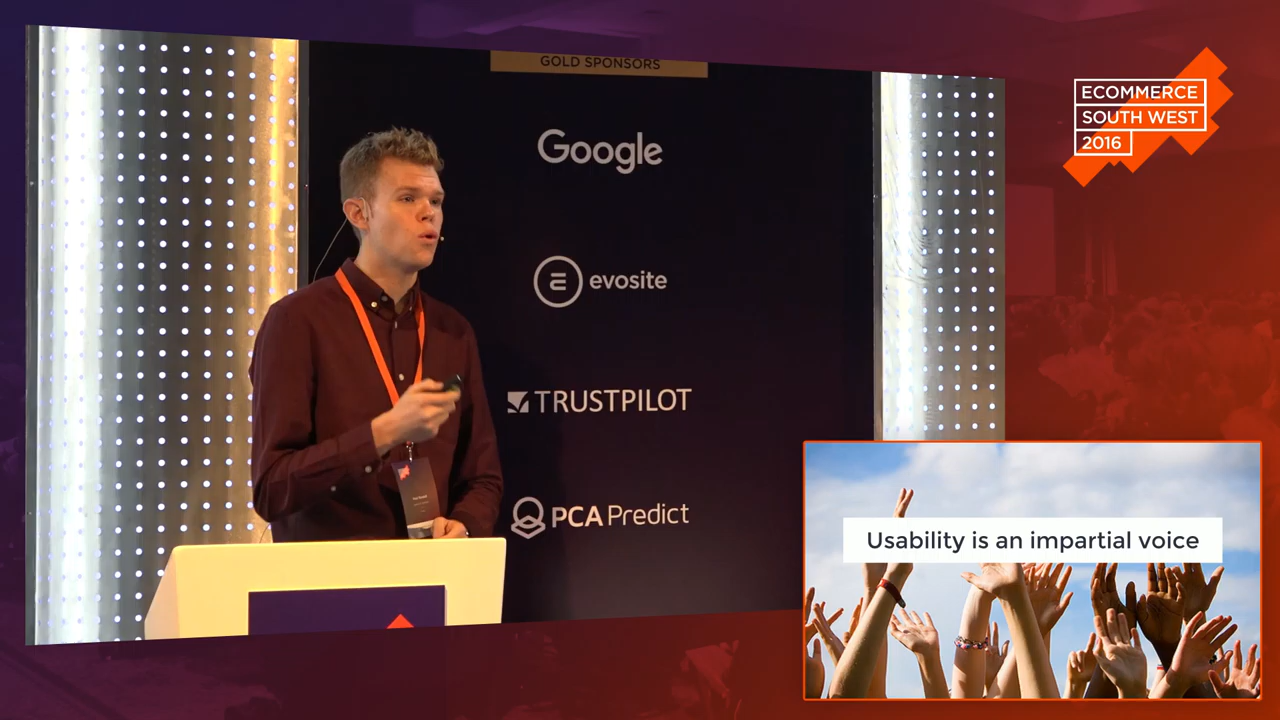 GOLD SPONSORS
Google
evosite
TRUSTPILOT
PCA Predict
ECOMMERCE
SOUTH WEST
2016
Usability is an impartial voice